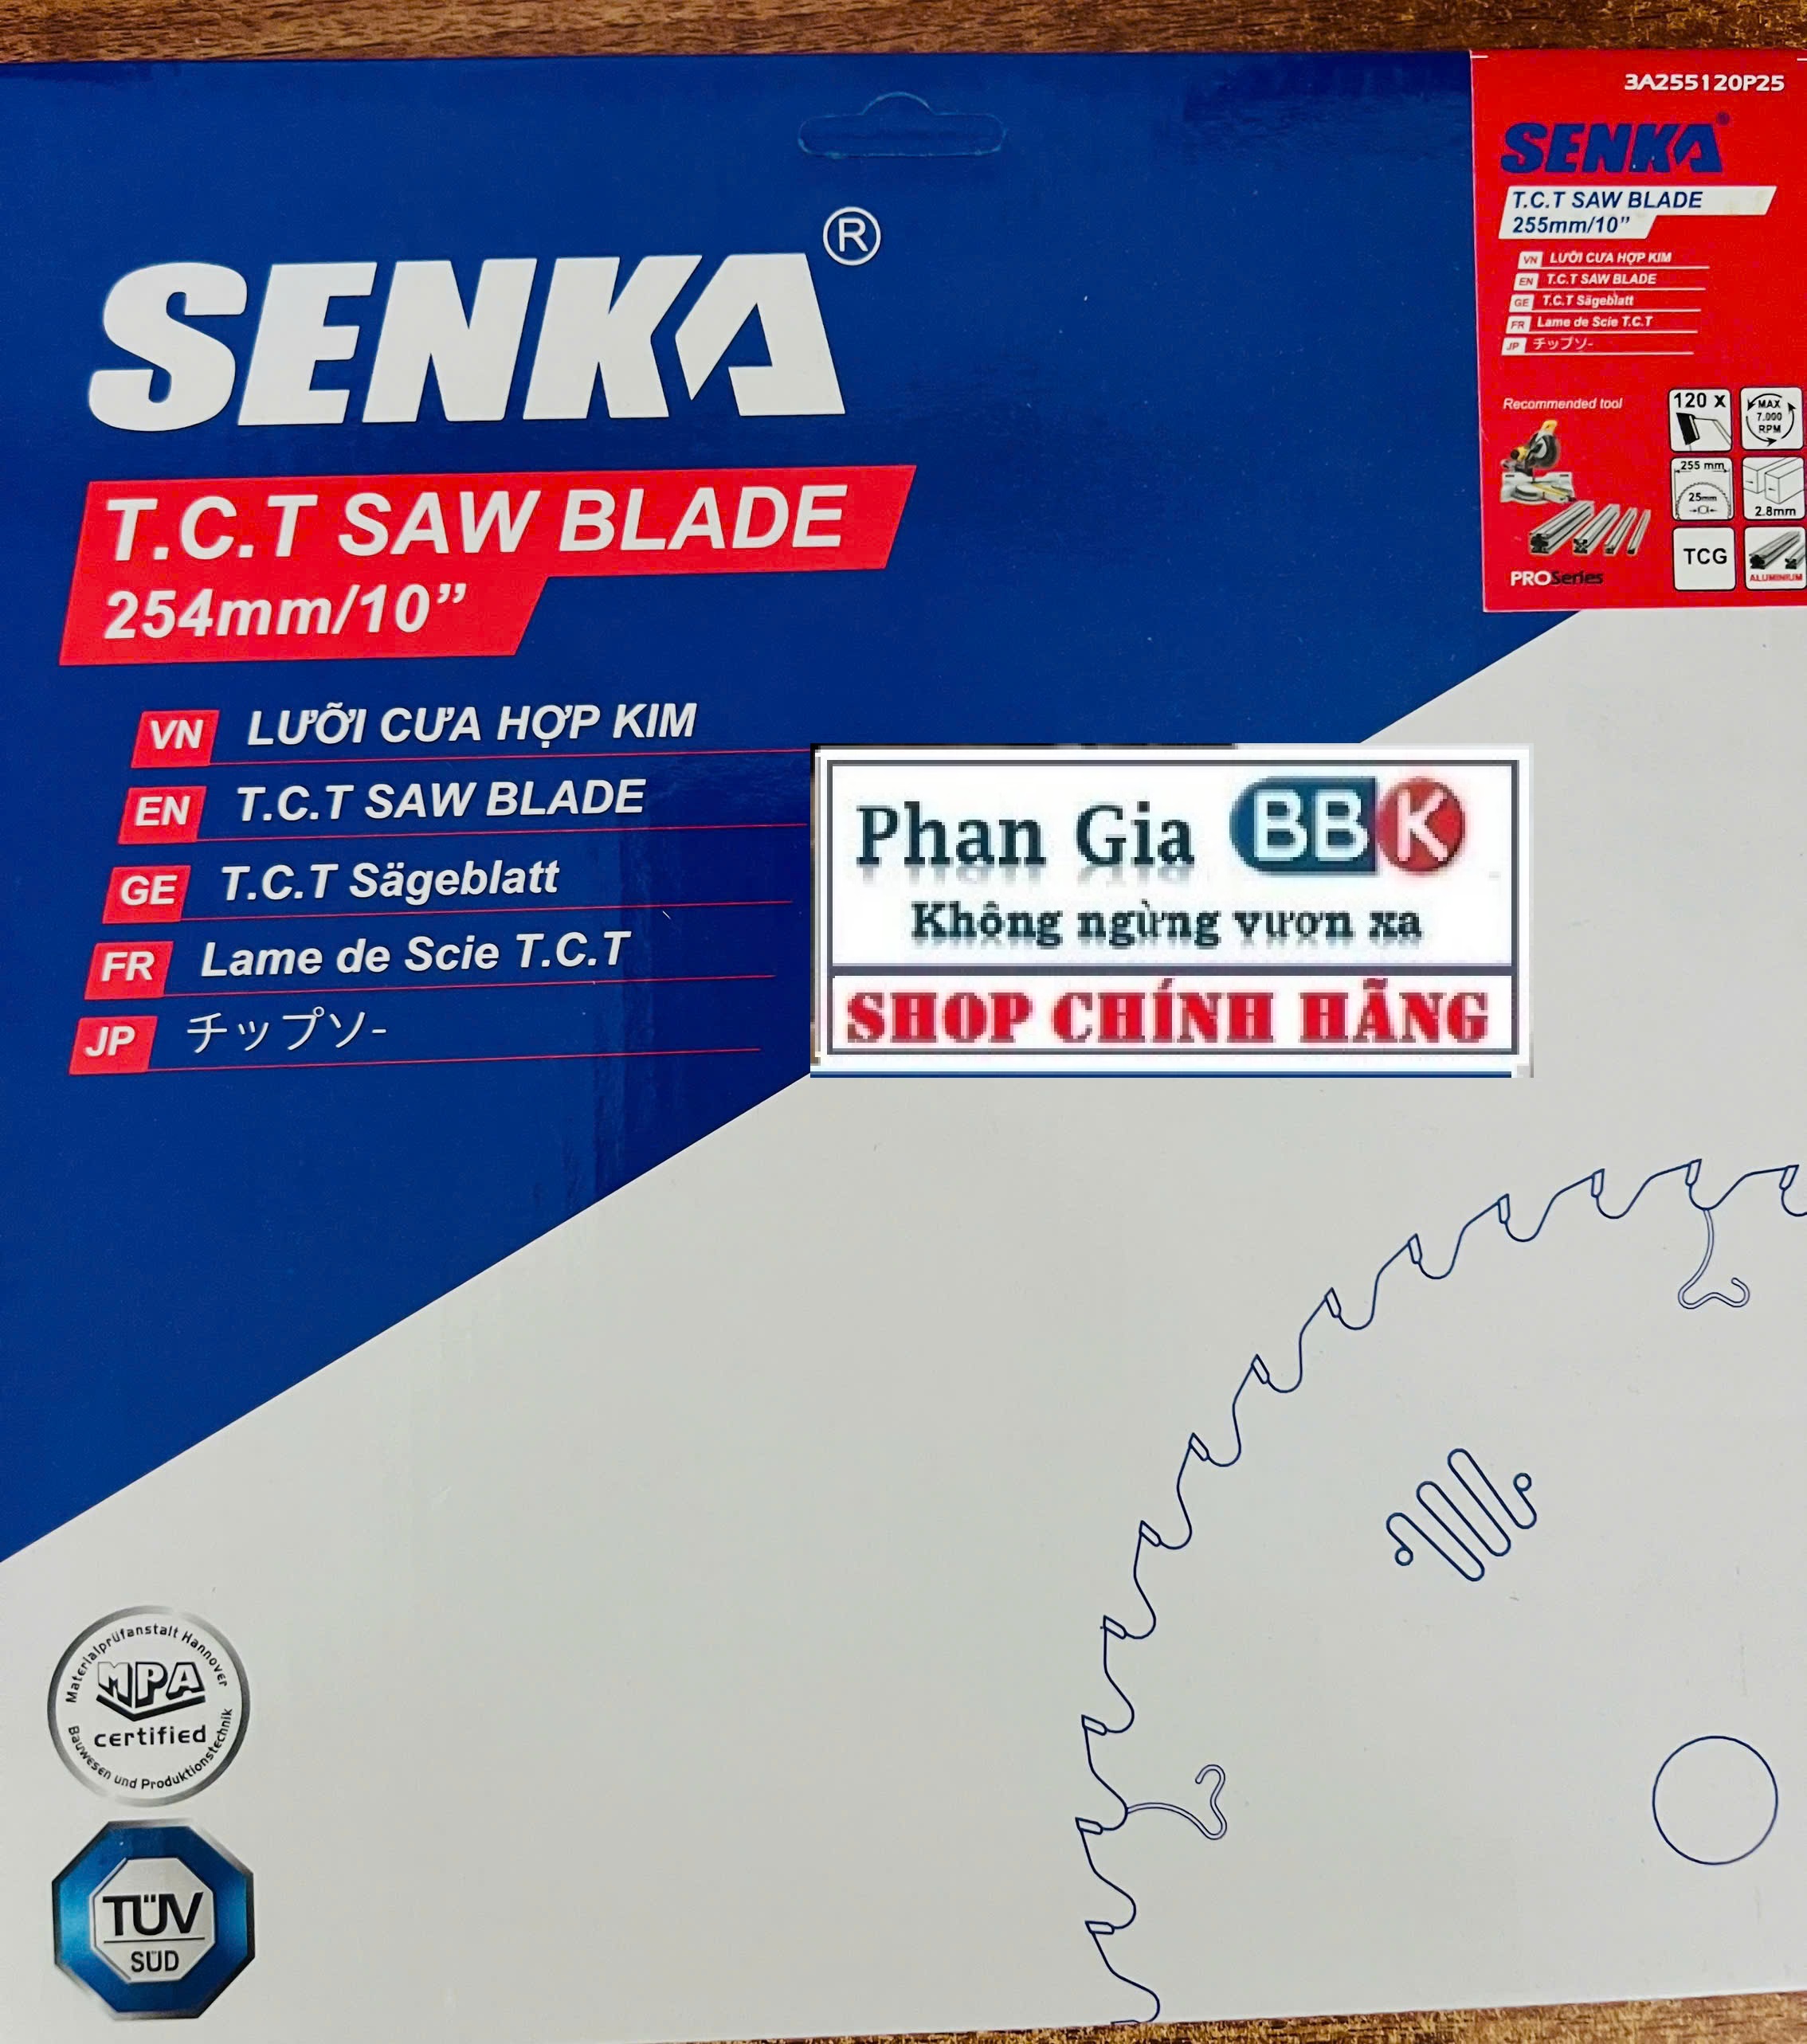 SENKA®
T.C.T SAW BLADE
254mm/10”
VN LƯỠI CƯA HỢP KIM
EN T.C.T SAW BLADE
GE T.C.T Sägeblatt
FR Lame de Scie T.C.T
JP チップソ-
3A255120P25
SENKA®
T.C.T SAW BLADE
255mm/10”
VN LƯỠI CƯA HỢP KIM
EN T.C.T SAW BLADE
GE T.C.T Sägeblatt
FR Lame de Scie T.C.T
JP チップソ-
Recommended tool
120 x
MAX
7.000
RPM
255 mm
25mm
2.8mm
PROSeries
TCG
ALUMINIUM
Phan Gia BBK
Không ngừng vươn xa
SHOP CHÍNH HÃNG
Materialprüfanstalt Hannover
MPA
certified
Bauwesen und Produktionstechnik
TÜV
SÜD